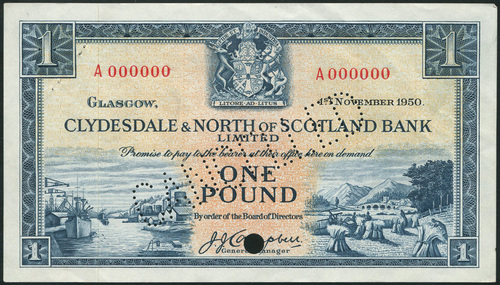 1 1
A 000000 A 000000
LITORE·AD·LITUS
GLASGOW, 1ST NOVEMBER 1950.
CLYDESDALE & NORTH OF SCOTLAND BANK
LIMITED
Promise to pay to the bearer at their office here on demand
ONE
POUND
By order of the Board of Directors
J.J. Campbell
General Manager
1 1